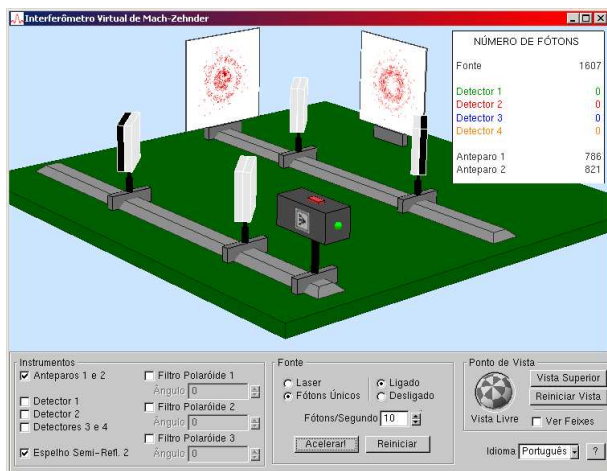 Interferômetro Virtual de Mach-Zehnder
NÚMERO DE FÓTONS
Fonte 1607
Detector 1 0
Detector 2 0
Detector 3 0
Detector 4 0
Anteparo 1 786
Anteparo 2 821
Instrumentos
Anteparos 1 e 2
Detector 1
Detector 2
Detectores 3 e 4
Espelho Semi-Refl. 2
Filtro Polaróide 1
Ângulo 0
Filtro Polaróide 2
Ângulo 0
Filtro Polaróide 3
Ângulo 0
Fonte
Laser
Fótons Únicos
Ligado
Desligado
Fótons/Segundo 10
Acelerar!
Reiniciar
Ponto de Vista
Vista Livre
Vista Superior
Reiniciar Vista
Ver Feixes
Idioma Português ?